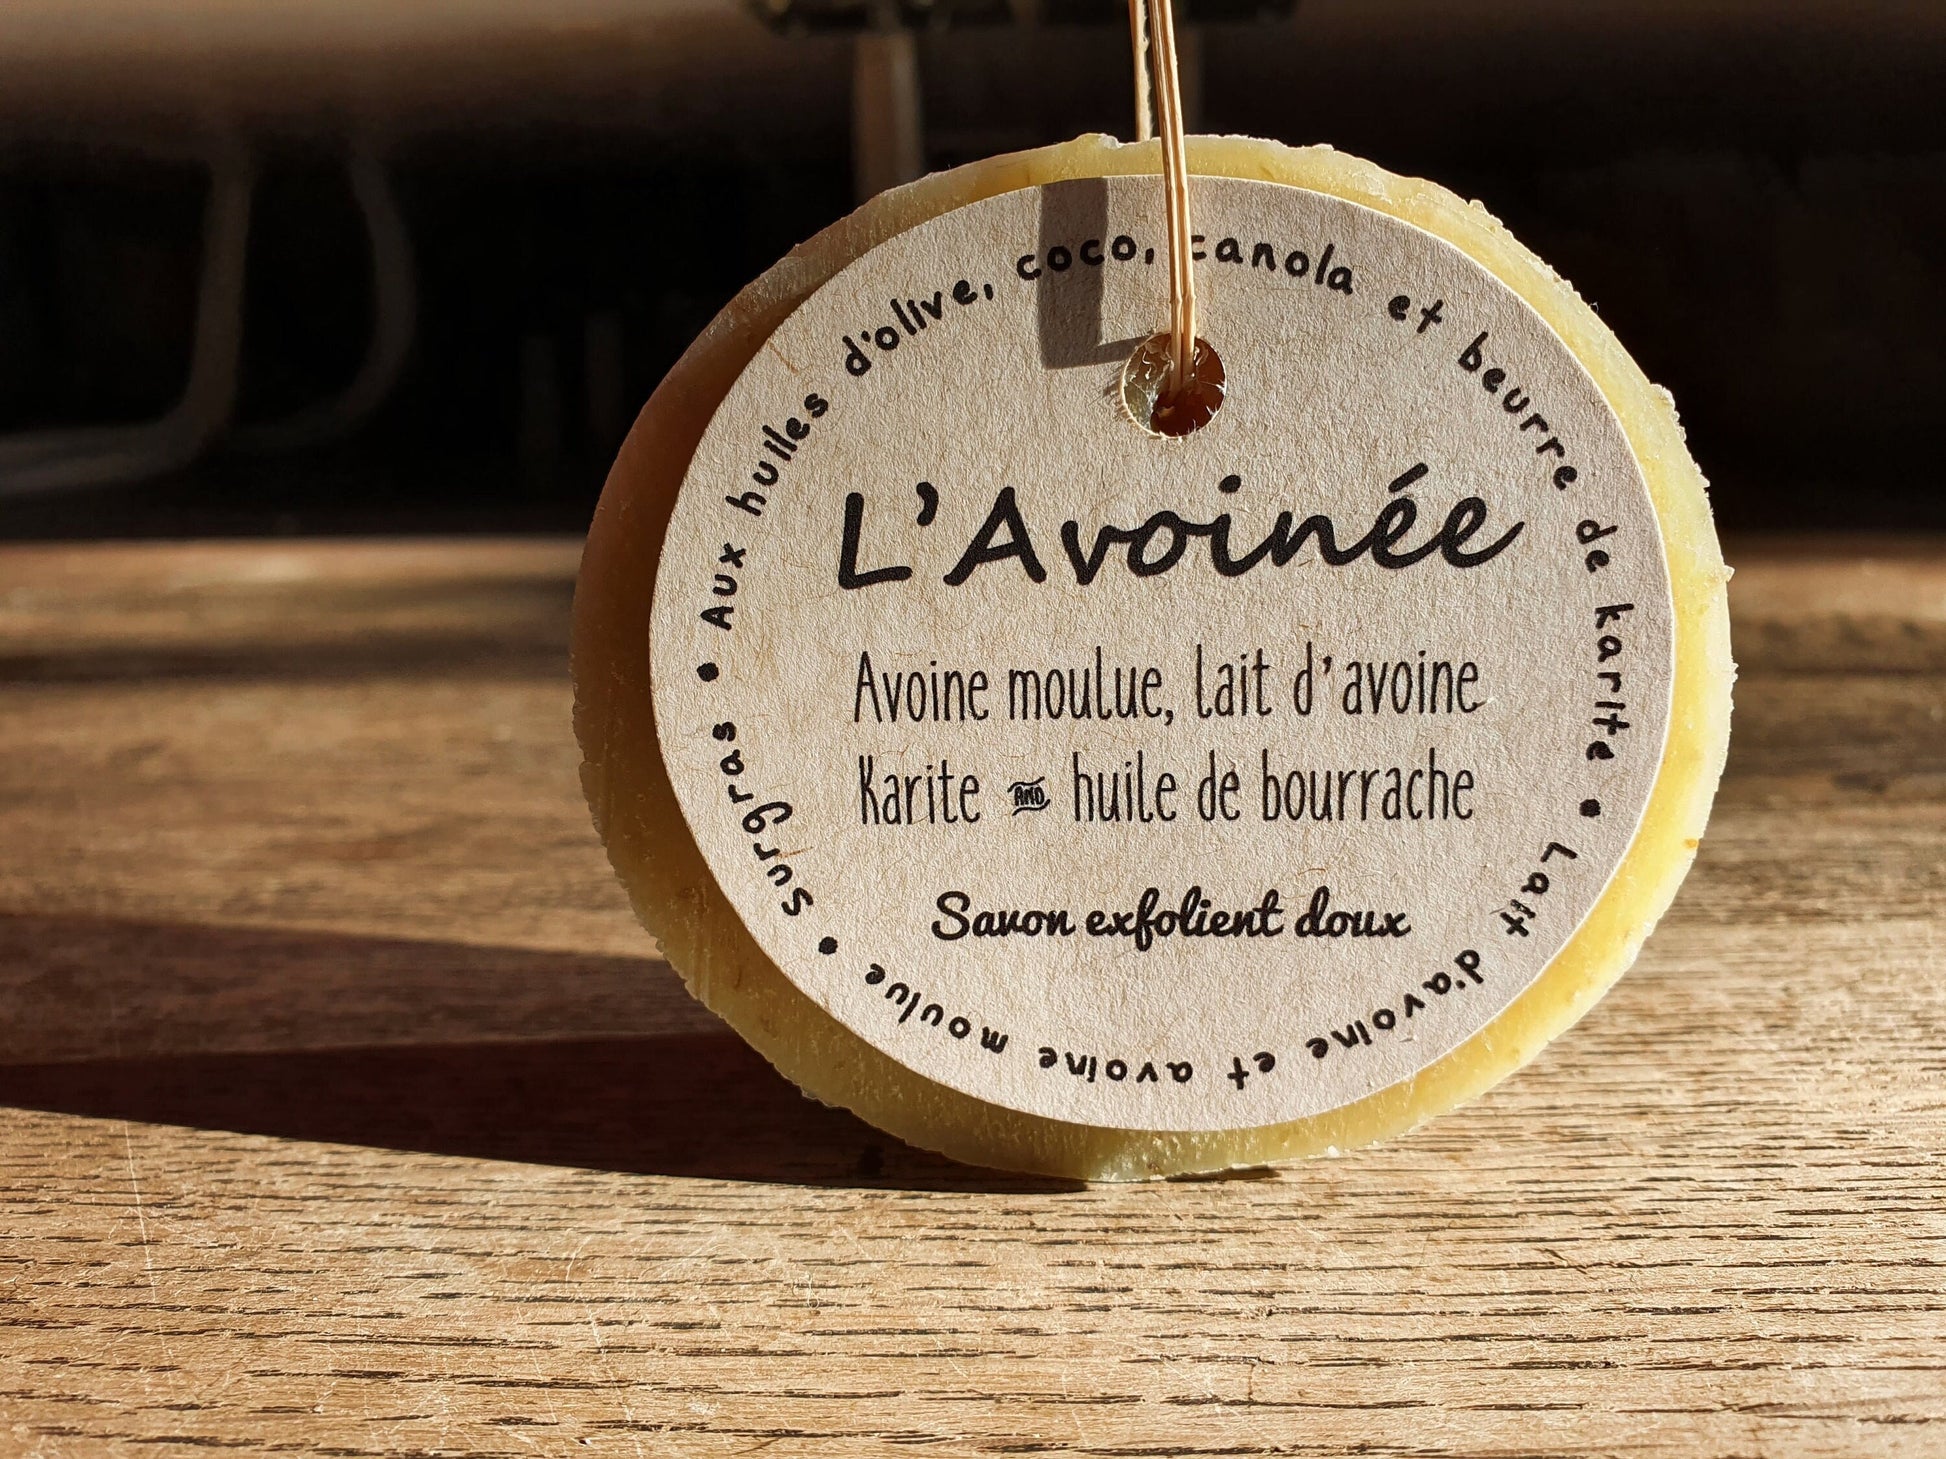 Aux huiles d'olive, coco, canola et beurre de karite • Lait d'avoine et avoine moulue • Surgras •
L'Avoinée
Avoine moulue, lait d'avoine
Karite AND huile de bourrache
Savon exfolient doux